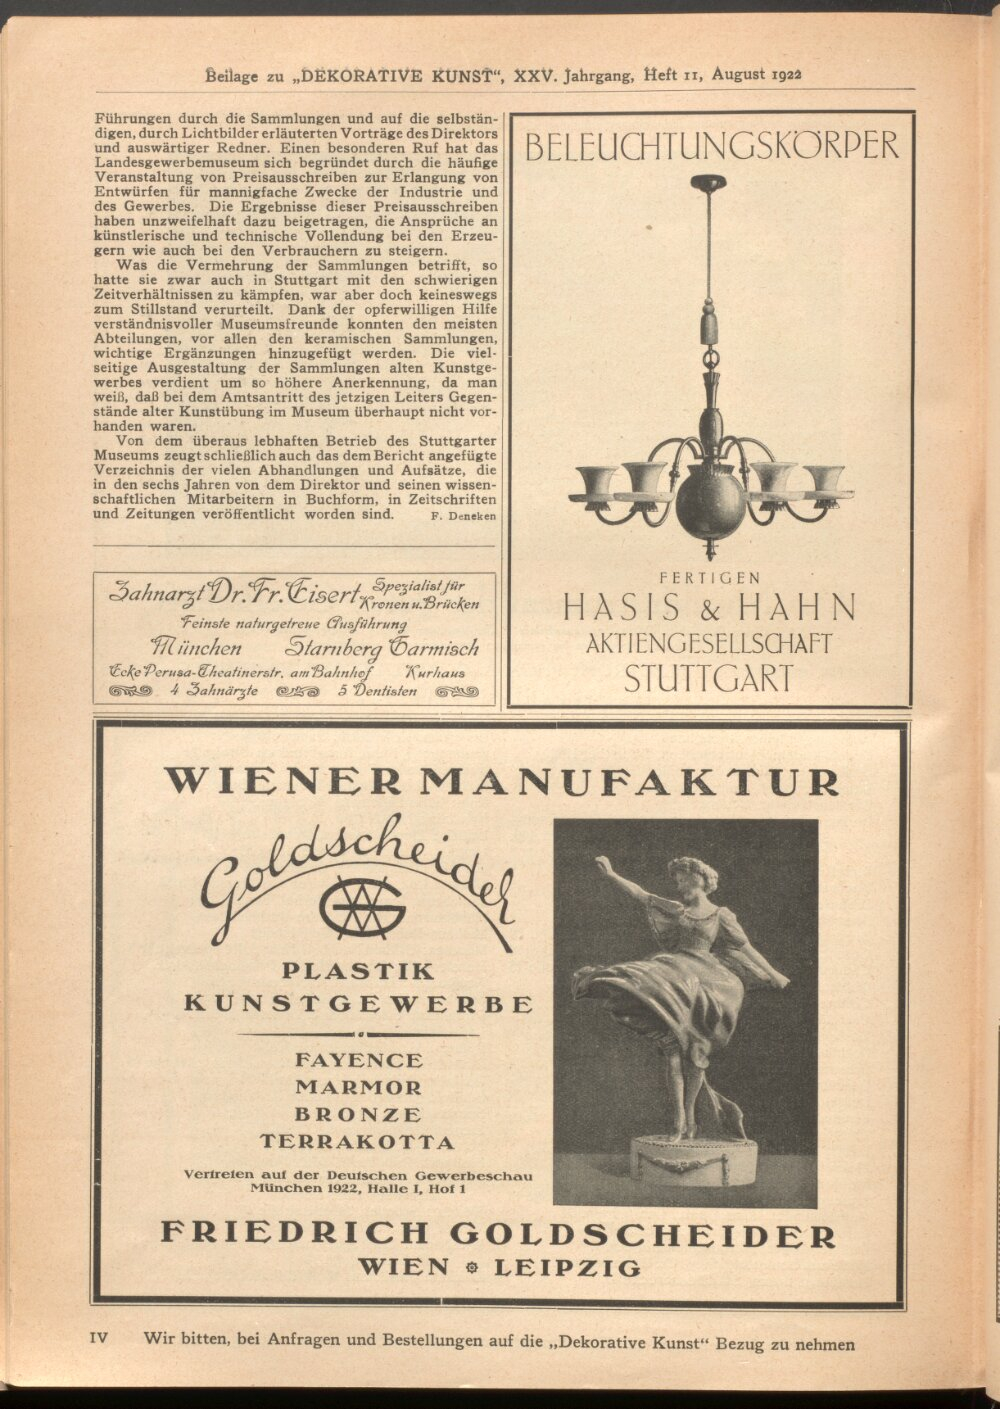 Beilage zu „DEKORATIVE KUNST“, XXV. Jahrgang, Heft 11, August 1922
Führungen durch die Sammlungen und auf die selbstän-
digen, durch Lichtbilder erläuterten Vorträge des Direktors
und auswärtiger Redner. Einen besonderen Ruf hat das
Landesgewerbemuseum sich begründet durch die häufige
Veranstaltung von Preisausschreiben zur Erlangung von
Entwürfen für mannigfache Zwecke der Industrie und
des Gewerbes. Die Ergebnisse dieser Preisausschreiben
haben unzweifelhaft dazu beigetragen, die Ansprüche an
künstlerische und technische Vollendung bei den Erzeu-
gern wie auch bei den Verbrauchern zu steigern.
Was die Vermehrung der Sammlungen betrifft, so
hatte sie zwar auch in Stuttgart mit den schwierigen
Zeitverhältnissen zu kämpfen, war aber doch keineswegs
zum Stillstand verurteilt. Dank der opferwilligen Hilfe
verständnisvoller Museumsfreunde konnten den meisten
Abteilungen, vor allen den keramischen Sammlungen,
wichtige Ergänzungen hinzugefügt werden. Die viel-
seitige Ausgestaltung der Sammlungen alten Kunstge-
werbes verdient um so höhere Anerkennung, da man
weiß, daß bei dem Amtsantritt des jetzigen Leiters Gegen-
stände alter Kunstübung im Museum überhaupt nicht vor-
handen waren.
Von dem überaus lebhaften Betrieb des Stuttgarter
Museums zeugt schließlich auch das dem Bericht angefügte
Verzeichnis der vielen Abhandlungen und Aufsätze, die
in den sechs Jahren von dem Direktor und seinen wissen-
schaftlichen Mitarbeitern in Buchform, in Zeitschriften
und Zeitungen veröffentlicht worden sind. F. Deneken
Zahnarzt Dr. Fr. Eisert Spezialist für
Kronen u. Brücken
Feinste naturgetreue Ausführung
München Starnberg Garmisch
Ecke Perusa-Theatinerstr. am Bahnhof Kurhaus
4 Zahnärzte 5 Dentisten
BELEUCHTUNGSKÖRPER
FERTIGEN
HASIS & HAHN
AKTIENGESELLSCHAFT
STUTTGART
WIENER MANUFAKTUR
Goldscheider
WG
PLASTIK
KUNSTGEWERBE
FAYENCE
MARMOR
BRONZE
TERRAKOTTA
Vertreten auf der Deutschen Gewerbeschau
München 1922, Halle I, Hof 1
FRIEDRICH GOLDSCHEIDER
WIEN LEIPZIG
IV Wir bitten, bei Anfragen und Bestellungen auf die „Dekorative Kunst“ Bezug zu nehmen